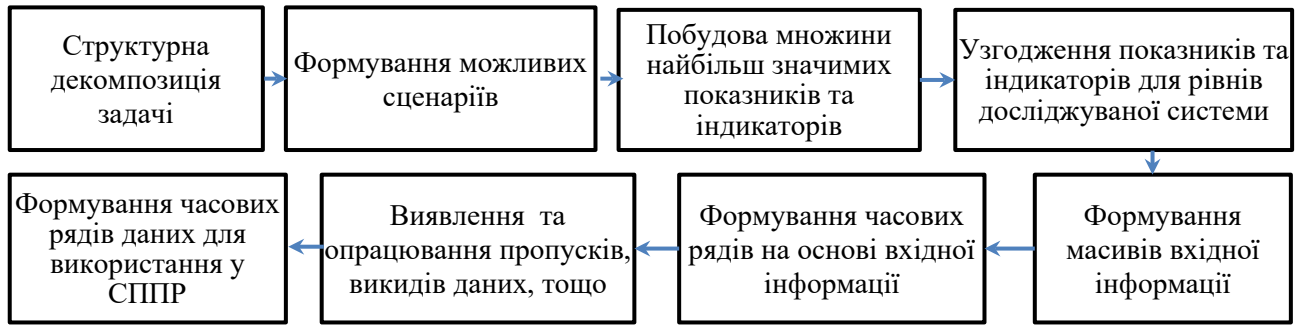 Структурна
декомпозиція
задачі
Формування можливих
сценаріїв
Побудова множини
найбільш значимих
показників та
індикаторів
Узгодження показників та
індикаторів для рівнів
досліджуваної системи
Формування
масивів вхідної
інформації
Формування часових
рядів на основі вхідної
інформації
Виявлення та
опрацювання пропусків,
викидів даних, тощо
Формування часових
рядів даних для
використання у
СППР